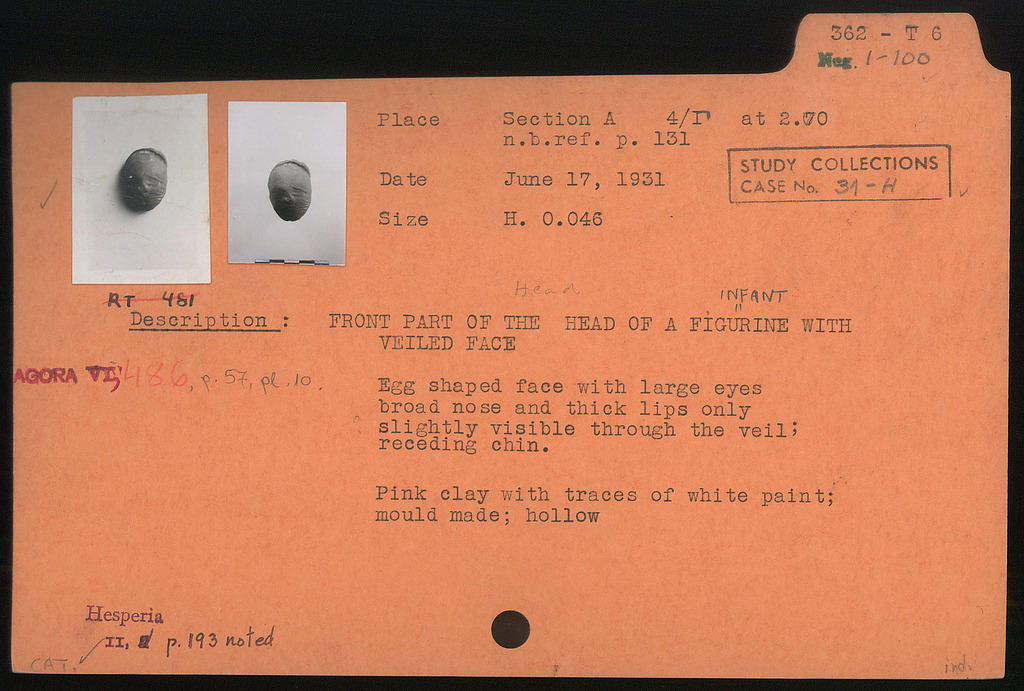 362 - T 6
Neg. 1-100
Place Section A 4/Γ at 2.70
n.b.ref. p. 131
STUDY COLLECTIONS
CASE No. 31-H
Date June 17, 1931
Size H. 0.046
RT 481
Head
INFANT
Description : FRONT PART OF THE HEAD OF A FIGURINE WITH
VEILED FACE
AGORA VI, 486, p. 57, pl. 10.
Egg shaped face with large eyes
broad nose and thick lips only
slightly visible through the veil;
receding chin.
Pink clay with traces of white paint;
mould made; hollow
Hesperia
II, p. 193 noted
CAT.
ind.